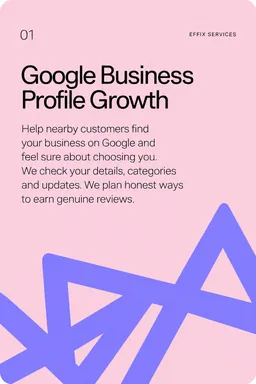 01
EFFIX SERVICES
Google Business
Profile Growth
Help nearby customers find
your business on Google and
feel sure about choosing you.
We check your details, categories
and updates. We plan honest ways
to earn genuine reviews.